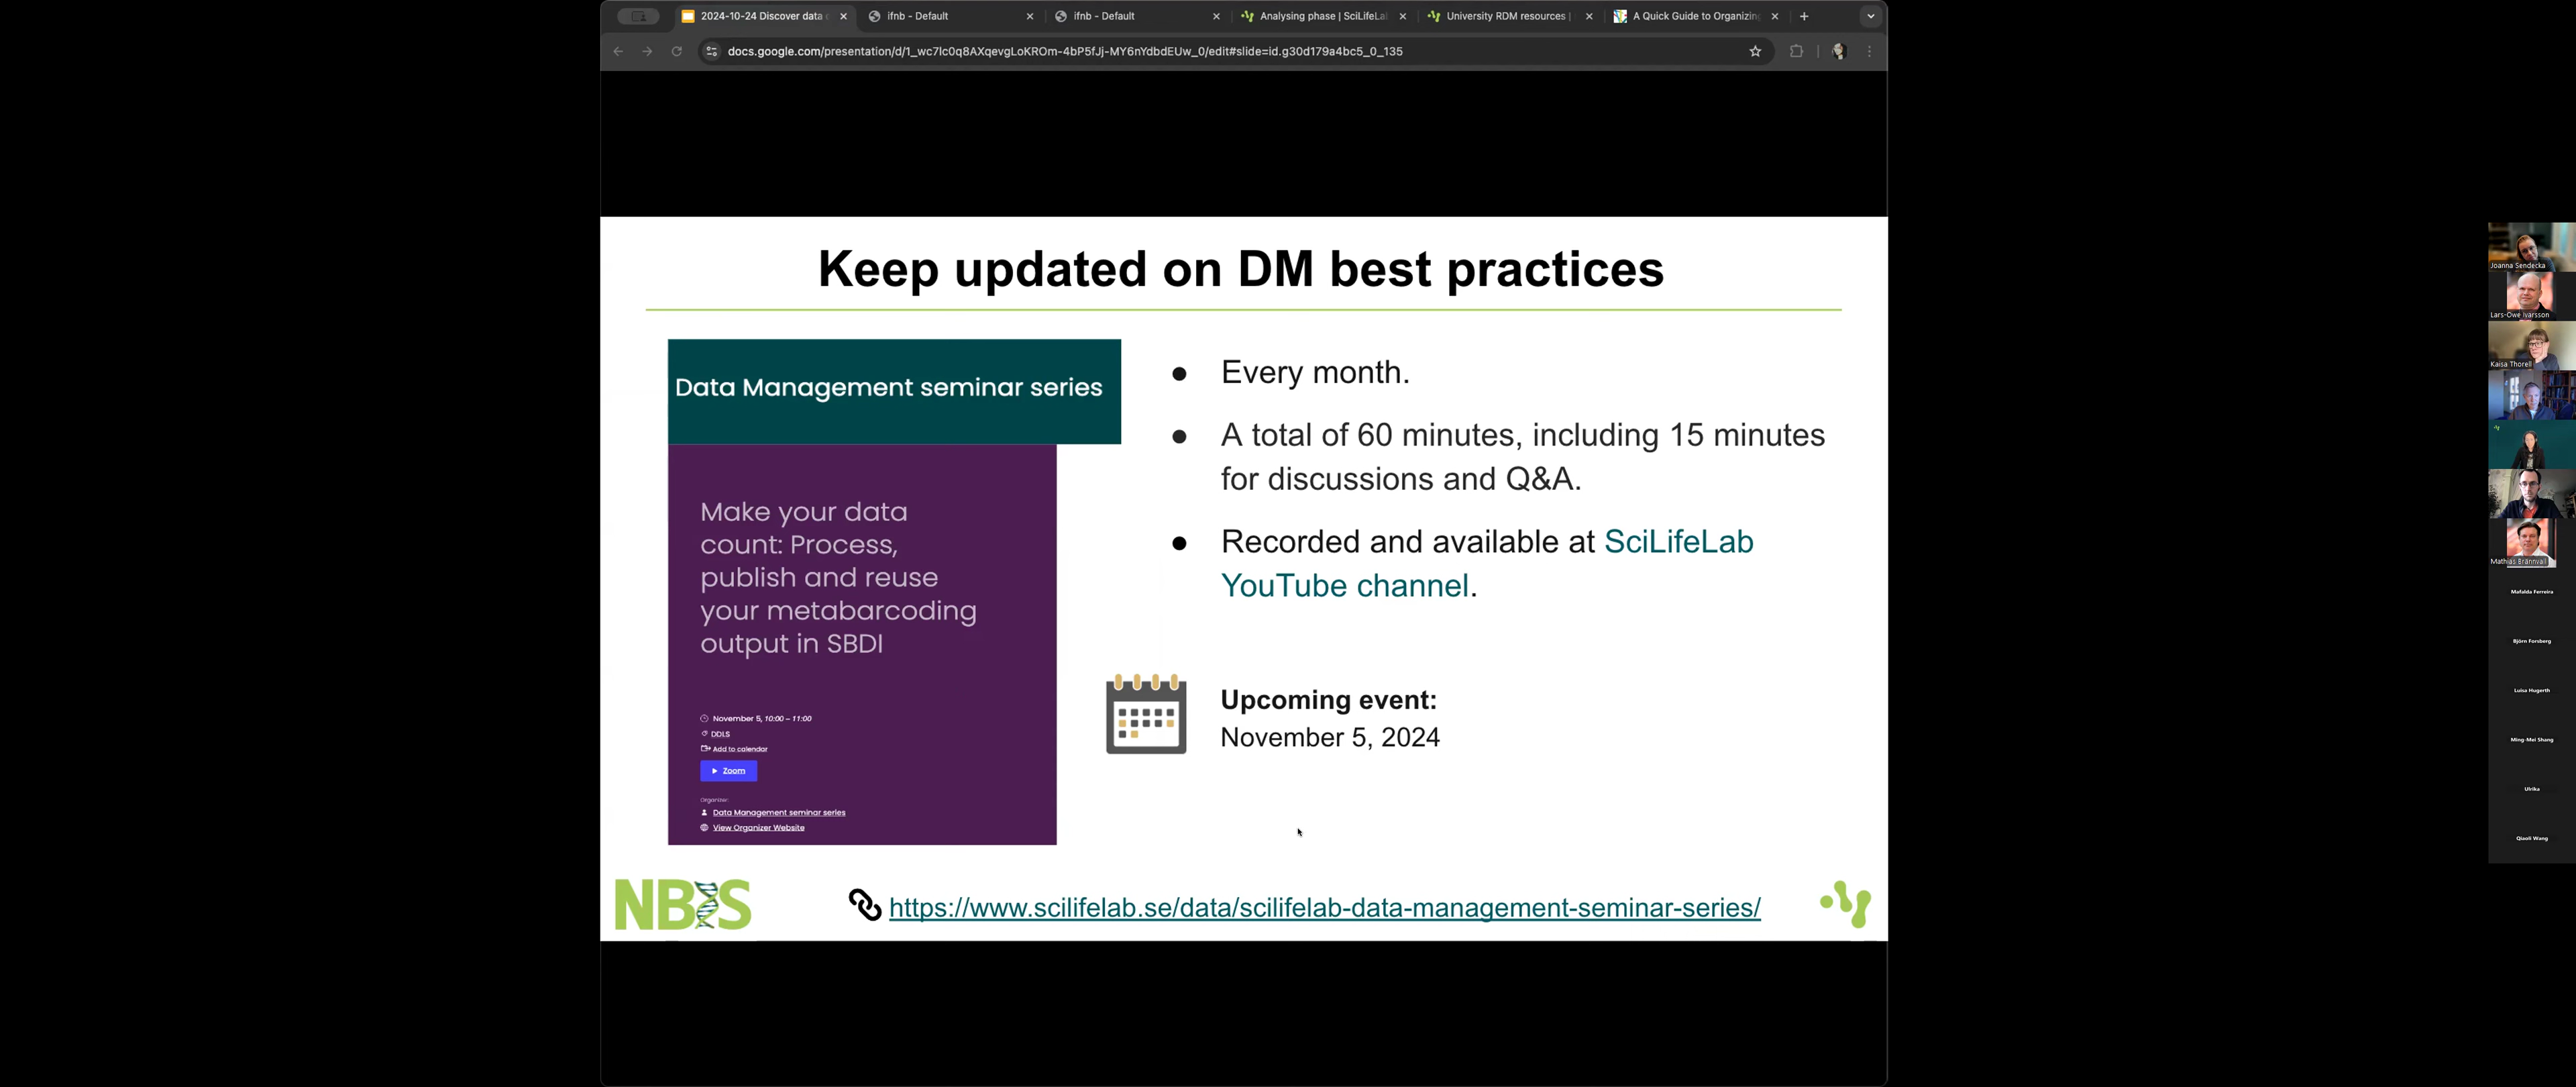 2024-10-24 Discover data
ifnb - Default
ifnb - Default
Analysing phase | SciLifeLa
University RDM resources |
A Quick Guide to Organizing
docs.google.com/presentation/d/1_wc7Ic0q8AXqevgLoKROm-4bP5fJj-MY6nYdbdEUw_0/edit#slide=id.g30d179a4bc5_0_135
Keep updated on DM best practices
Data Management seminar series
Make your data
count: Process,
publish and reuse
your metabarcoding
output in SBDI
November 5, 10:00 – 11:00
DDLS
Add to calendar
Zoom
Organizer:
Data Management seminar series
View Organizer Website
● Every month.
● A total of 60 minutes, including 15 minutes
for discussions and Q&A.
● Recorded and available at SciLifeLab
YouTube channel.
Upcoming event:
November 5, 2024
NBIS
https://www.scilifelab.se/data/scilifelab-data-management-seminar-series/
Joanna Sendecka
Lars-Owe Ivarsson
Kaisa Thorell
Mathias Brännvall
Mafalda Ferreira
Björn Forsberg
Luisa Hugerth
Ming-Mei Shang
Ulrika
Qiaoli Wang